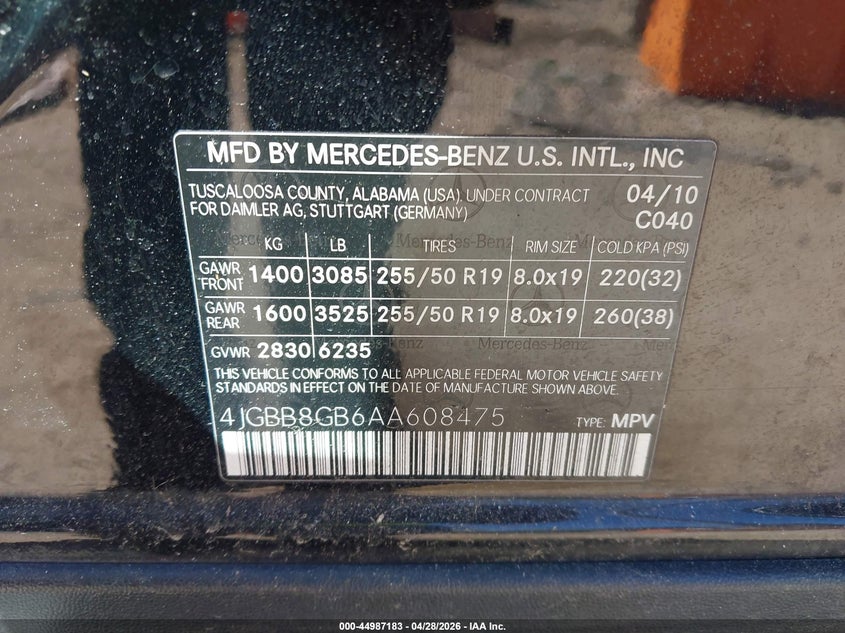 MFD BY MERCEDES-BENZ U.S. INTL., INC
TUSCALOOSA COUNTY, ALABAMA (USA) UNDER CONTRACT 04/10
FOR DAIMLER AG, STUTTGART (GERMANY) C040
KG LB TIRES RIM SIZE COLD KPA (PSI)
Mercedes-Benz
GAWR FRONT 1400 3085 255/50 R19 8.0x19 220(32)
GAWR REAR 1600 3525 255/50 R19 8.0x19 260(38)
Mercedes-Benz
GVWR 2830 6235
THIS VEHICLE CONFORMS TO ALL APPLICABLE FEDERAL MOTOR VEHICLE SAFETY
STANDARDS IN EFFECT ON THE DATE OF MANUFACTURE SHOWN ABOVE.
4JGBB8GB6AA608475 TYPE: MPV
000-44987183 - 04/28/2026 - IAA Inc.